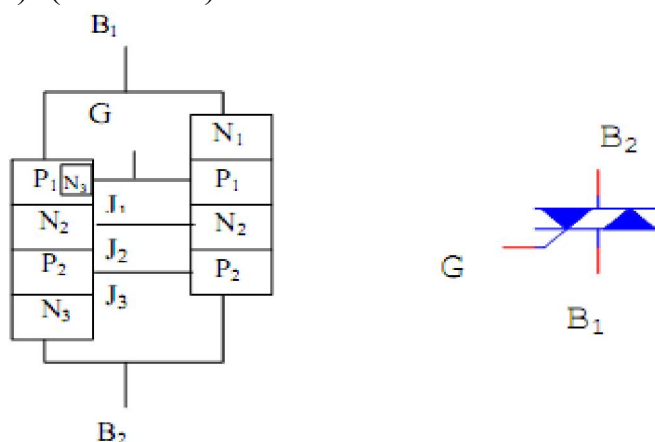 B₁
G
N₁
P₁ N₃ P₁
J₁
N₂ N₂
J₂
P₂ P₂
J₃
N₃
B₂
B₂
G
B₁